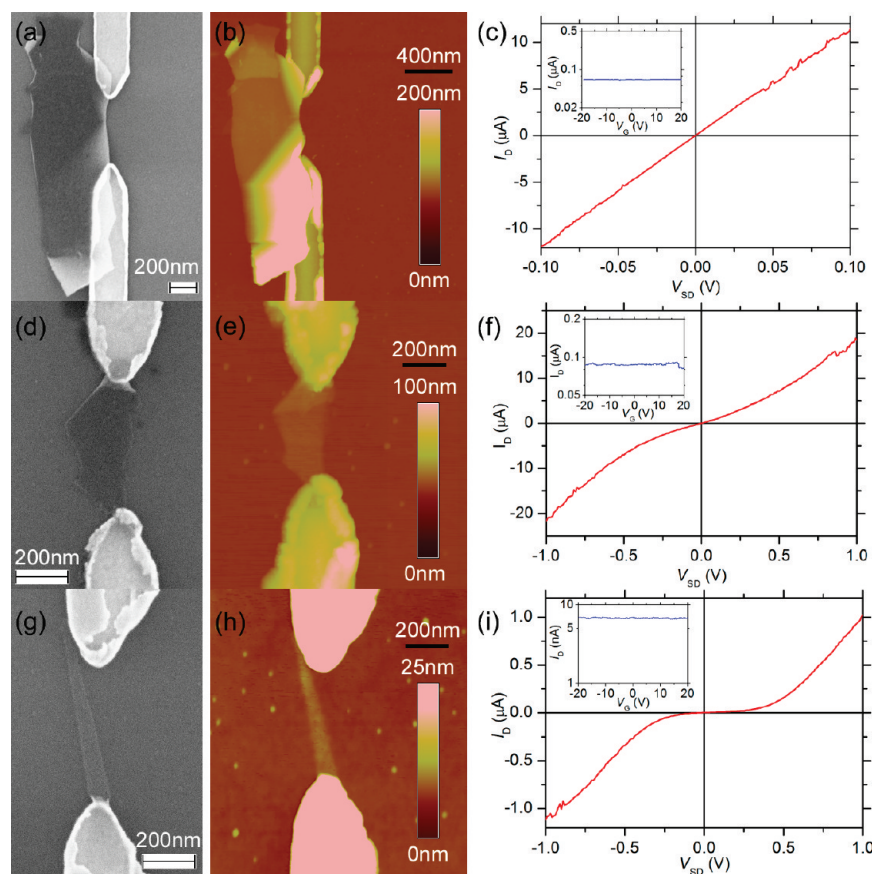 (a)
200nm
(b)
400nm
200nm
0nm
(c)
10
5
0
-5
-10
I_D (μA)
-0.10
-0.05
0.00
0.05
0.10
V_SD (V)
0.5
0.1
0.02
I_D (μA)
-20
-10
0
10
20
V_G (V)
(d)
200nm
(e)
200nm
100nm
0nm
(f)
20
10
0
-10
-20
I_D (μA)
-1.0
-0.5
0.0
0.5
1.0
V_SD (V)
0.2
0.1
0.05
I_D (μA)
-20
-10
0
10
20
V_G (V)
(g)
200nm
(h)
200nm
25nm
0nm
(i)
1.0
0.5
0.0
-0.5
-1.0
I_D (μA)
-1.0
-0.5
0.0
0.5
1.0
V_SD (V)
10
5
1
I_D (nA)
-20
-10
0
10
20
V_G (V)